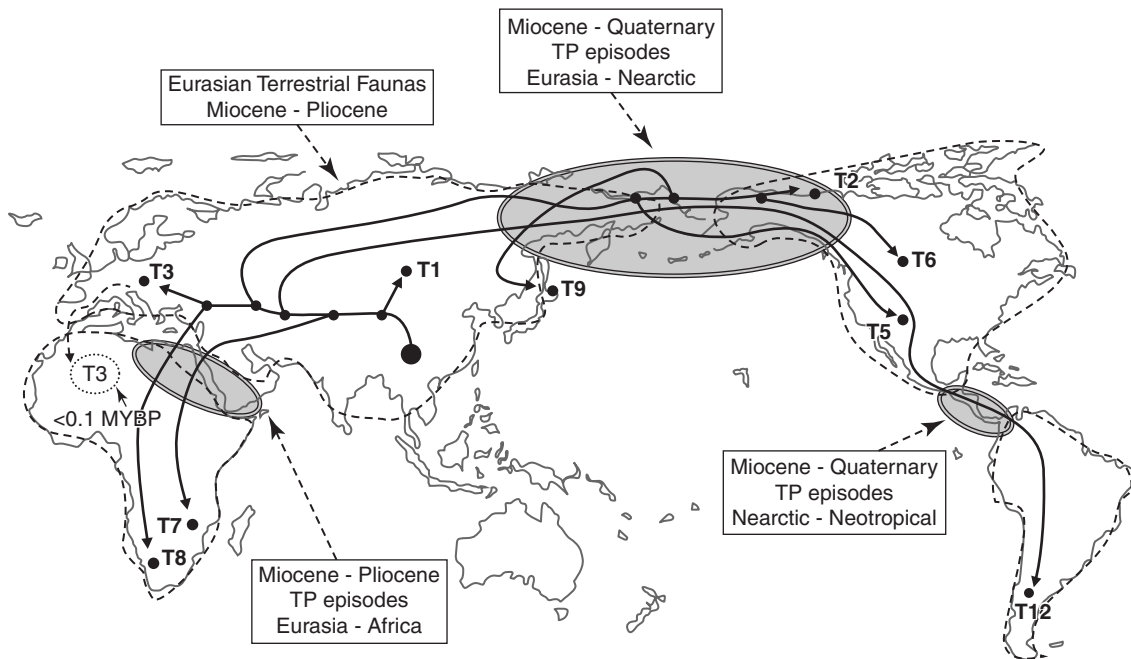 Miocene - Quaternary
TP episodes
Eurasia - Nearctic
Eurasian Terrestrial Faunas
Miocene - Pliocene
T2
T3
T1
T6
T9
T5
T3
<0.1 MYBP
Miocene - Quaternary
TP episodes
Nearctic - Neotropical
T7
T8
Miocene - Pliocene
TP episodes
Eurasia - Africa
T12